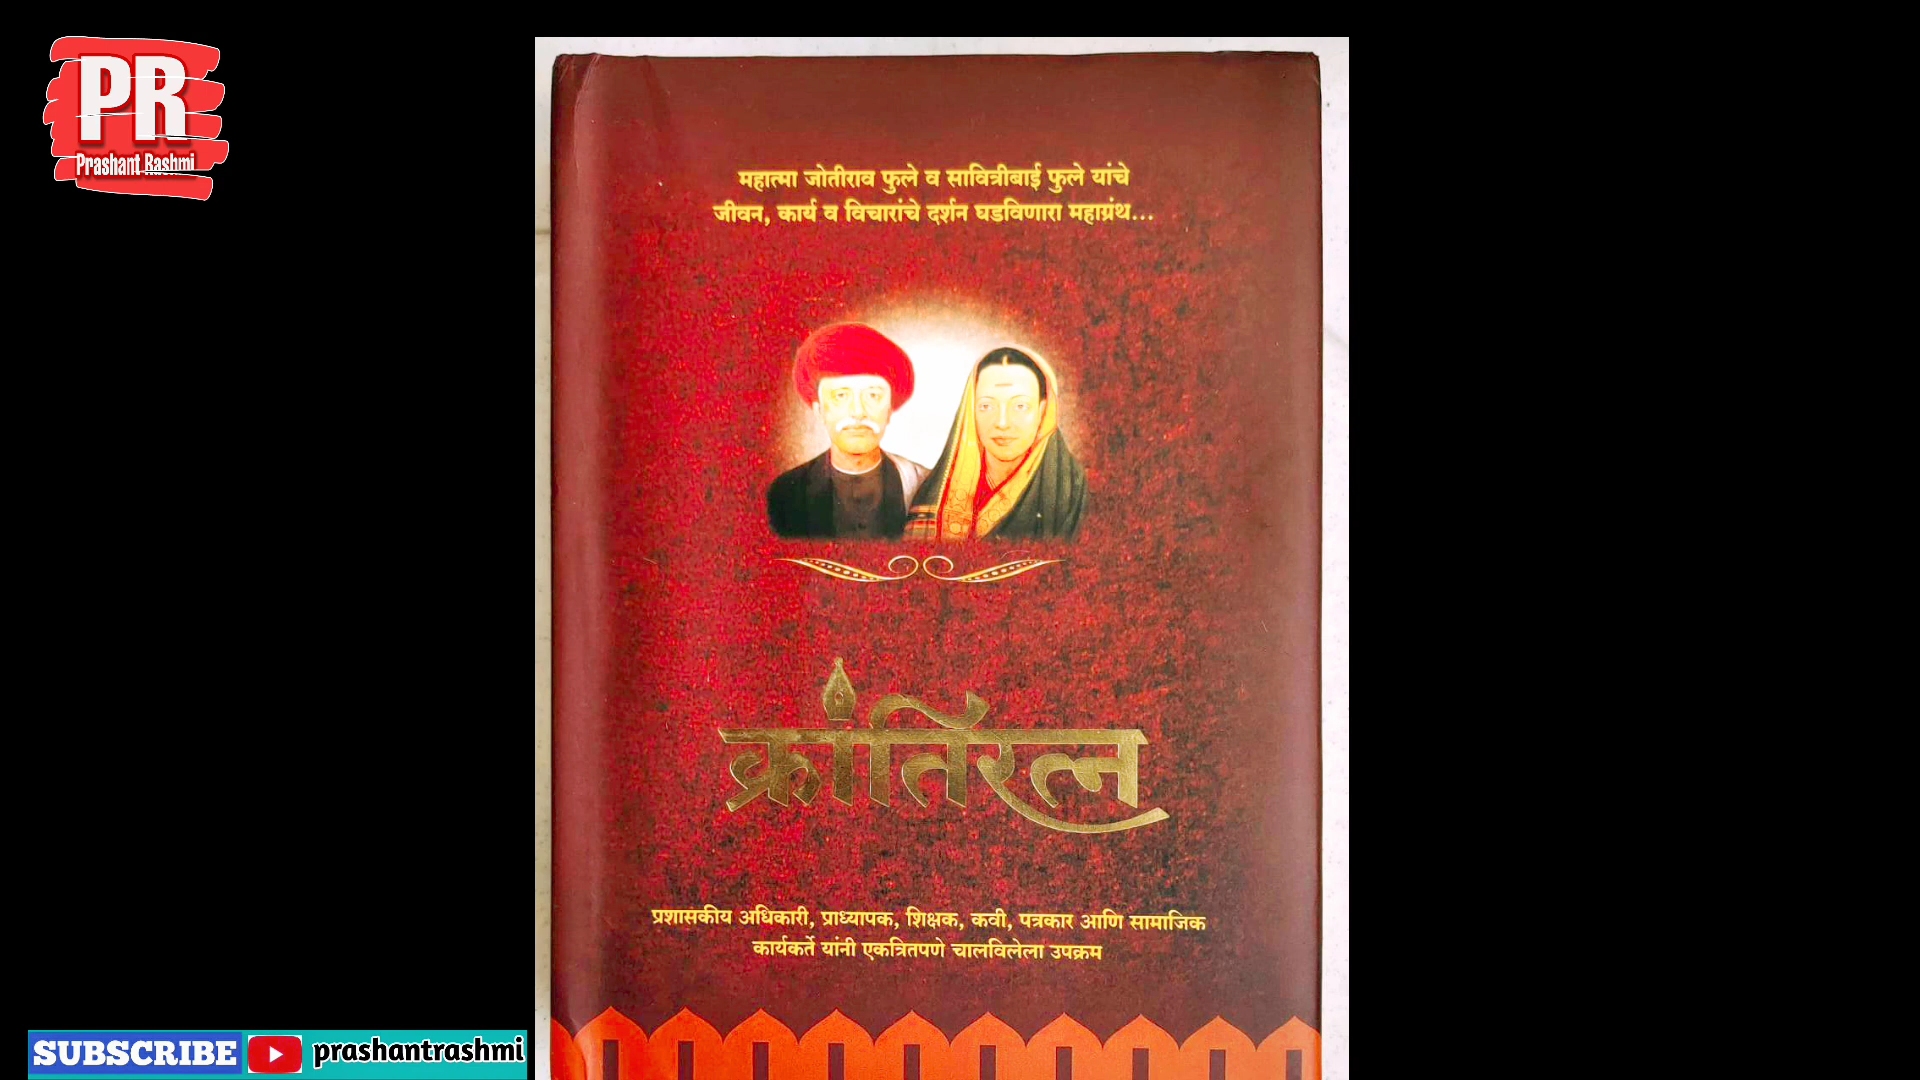 PR
Prashant Rashmi
महात्मा जोतीराव फुले व सावित्रीबाई फुले यांचे
जीवन, कार्य व विचारांचे दर्शन घडविणारा महाग्रंथ...
क्रांतिरत्न
प्रशासकीय अधिकारी, प्राध्यापक, शिक्षक, कवी, पत्रकार आणि सामाजिक
कार्यकर्ते यांनी एकत्रितपणे चालविलेला उपक्रम
SUBSCRIBE prashantrashmi